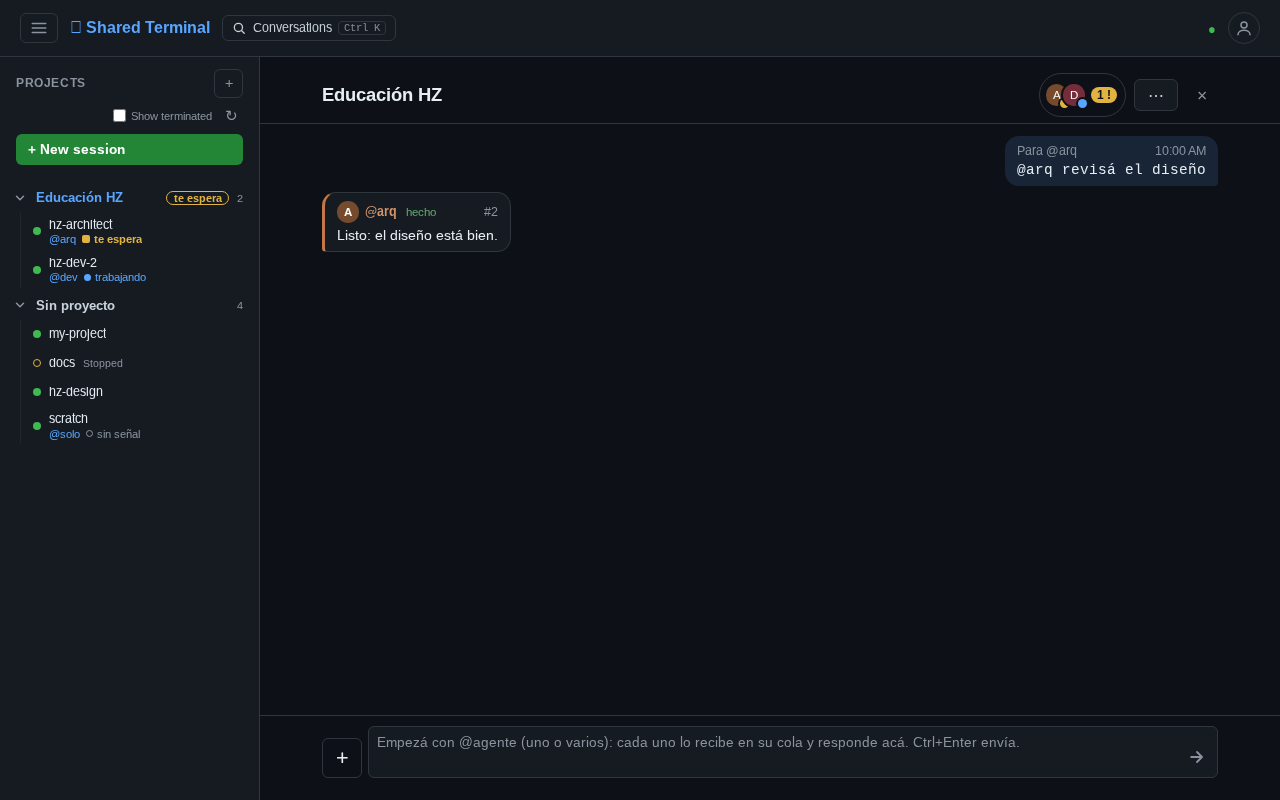 Shared Terminal
Conversations Ctrl K
PROJECTS
+
Show terminated ↻
+ New session
Educación HZ te espera 2
hz-architect
@arq te espera
hz-dev-2
@dev trabajando
Sin proyecto 4
my-project
docs Stopped
hz-design
scratch
@solo sin señal
Educación HZ
A D 1 ! ⋯ ×
Para @arq 10:00 AM
@arq revisá el diseño
A @arq hecho #2
Listo: el diseño está bien.
+
Empezá con @agente (uno o varios): cada uno lo recibe en su cola y responde acá. Ctrl+Enter envía.